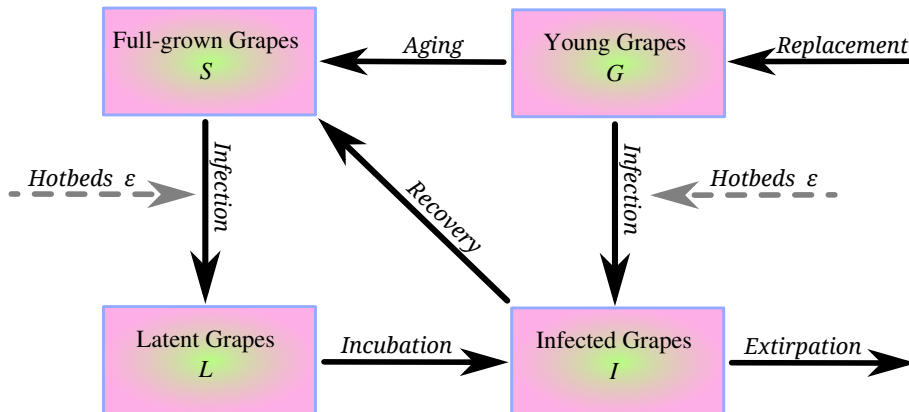 Full-grown Grapes
S
Aging
Young Grapes
G
Replacement
Infection
Hotbeds ε
Recovery
Infection
Hotbeds ε
Latent Grapes
L
Incubation
Infected Grapes
I
Extirpation